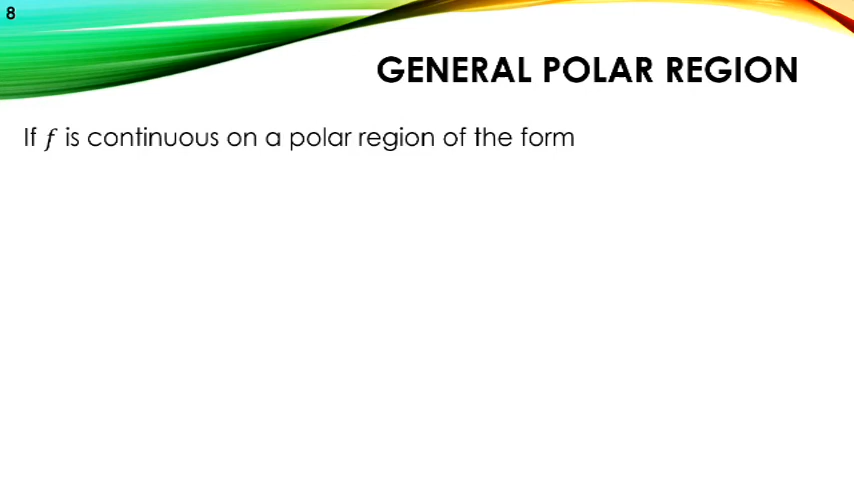 8
GENERAL POLAR REGION
If 𝑓 is continuous on a polar region of the form